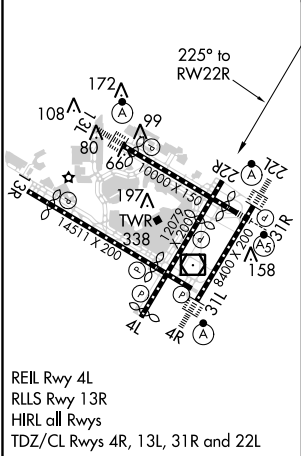 225° to
RW22R
172
A
108
99
13L
80
660
P
10000 X 150
22R
A
22L
13R
P
197
TWR
338
12079
X 200
P
P
31R
A5
158
14511 X 200
8400 X 200
P
P
31L
4L
4R
A
REIL Rwy 4L
RLLS Rwy 13R
HIRL all Rwys
TDZ/CL Rwys 4R, 13L, 31R and 22L